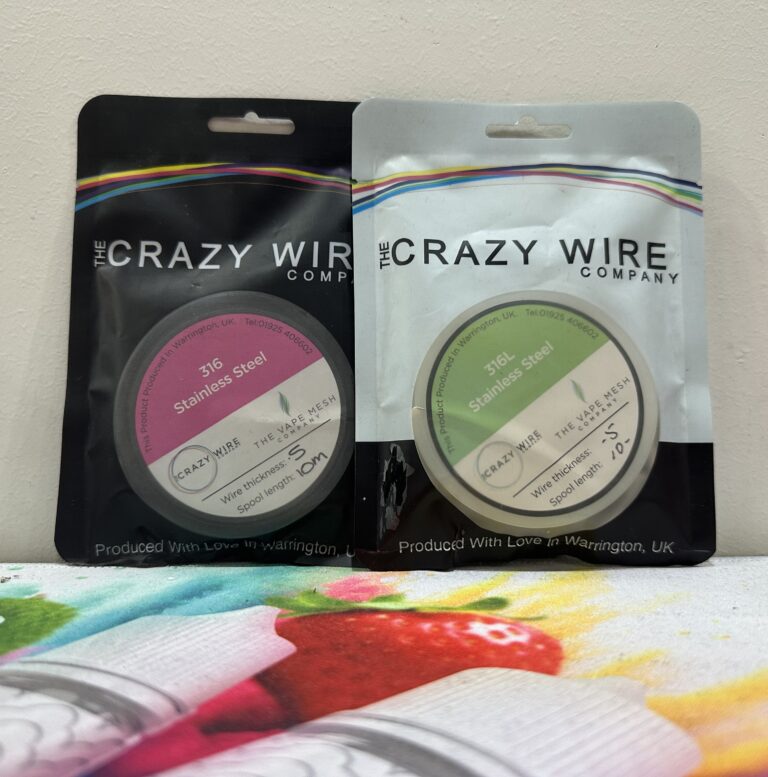 THE CRAZY WIR
COMP
This Product Produced In Warrington, UK. Tel:01925 406602
316
Stainless Steel
CRAZY WIRE
THE VAPE MESH
COMPANY
Wire thickness: .5
Spool length: 10m
Produced With Love In Warrington, U
THE CRAZY WIRE
COMPANY
This Product Produced In Warrington, UK. Tel:01925 406602
316L
Stainless Steel
CRAZY WIRE
THE VAPE MESH
COMPANY
Wire thickness: .5
Spool length: 10-
Produced With Love In Warrington, UK